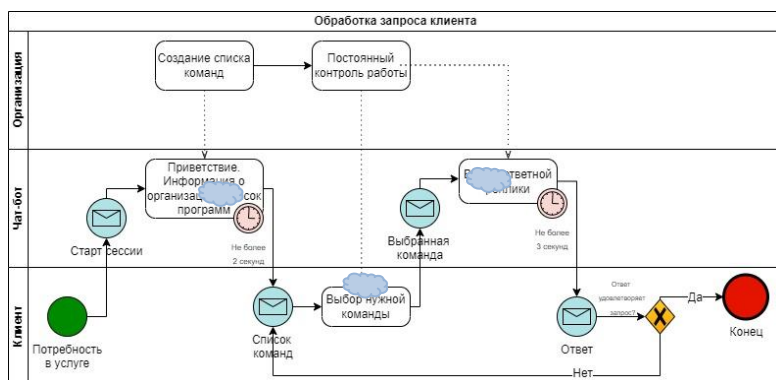 Обработка запроса клиента
Организация
Создание списка
команд
Постоянный
контроль работы
Чат-бот
Приветствие.
Информация о
программ
Старт сессии
Не более
2 секунд
Выбранная
команда
Не более
3 секунд
Клиент
Потребность
в услуге
Список
команд
Выбор нужной
команды
Ответ
Ответ
удовлетворяет
запрос?
Да
Нет
Конец